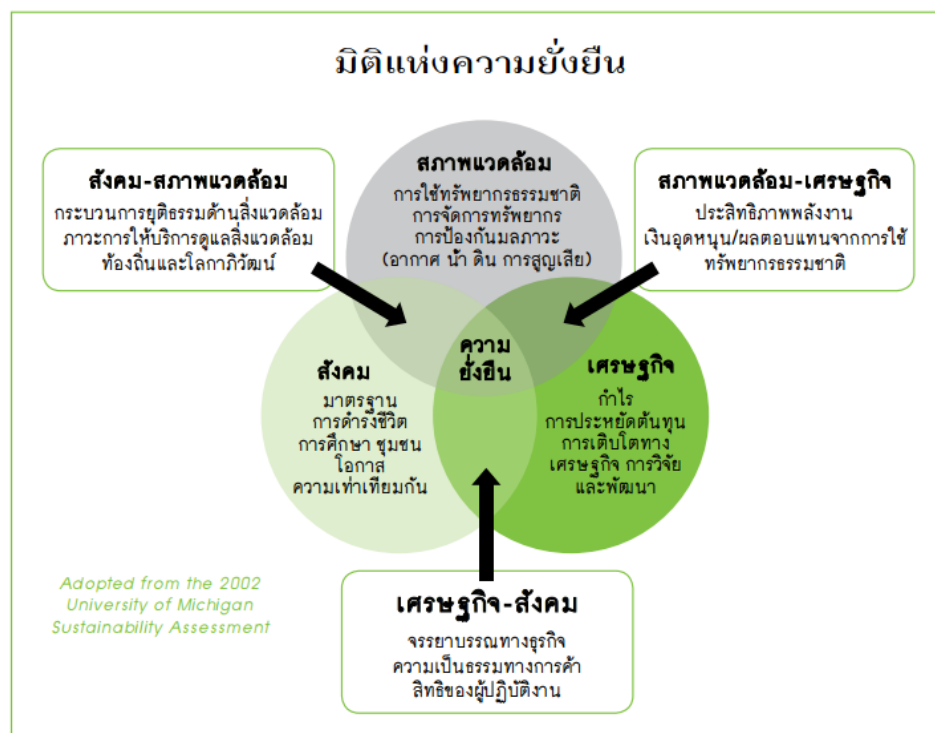 มิติแห่งความยั่งยืน
สภาพแวดล้อม
การใช้ทรัพยากรธรรมชาติ
การจัดการทรัพยากร
การป้องกันมลภาวะ
(อากาศ น้ำ ดิน การสูญเสีย)
สังคม-สภาพแวดล้อม
กระบวนการยุติธรรมด้านสิ่งแวดล้อม
ภาวะการให้บริการดูแลสิ่งแวดล้อม
ท้องถิ่นและโลกาภิวัฒน์
สภาพแวดล้อม-เศรษฐกิจ
ประสิทธิภาพพลังงาน
เงินอุดหนุน/ผลตอบแทนจากการใช้
ทรัพยากรธรรมชาติ
ความ
ยั่งยืน
สังคม
มาตรฐาน
การดำรงชีวิต
การศึกษา ชุมชน
โอกาส
ความเท่าเทียมกัน
เศรษฐกิจ
กำไร
การประหยัดต้นทุน
การเติบโตทาง
เศรษฐกิจ การวิจัย
และพัฒนา
เศรษฐกิจ-สังคม
จรรยาบรรณทางธุรกิจ
ความเป็นธรรมทางการค้า
สิทธิของผู้ปฏิบัติงาน
Adopted from the 2002
University of Michigan
Sustainability Assessment